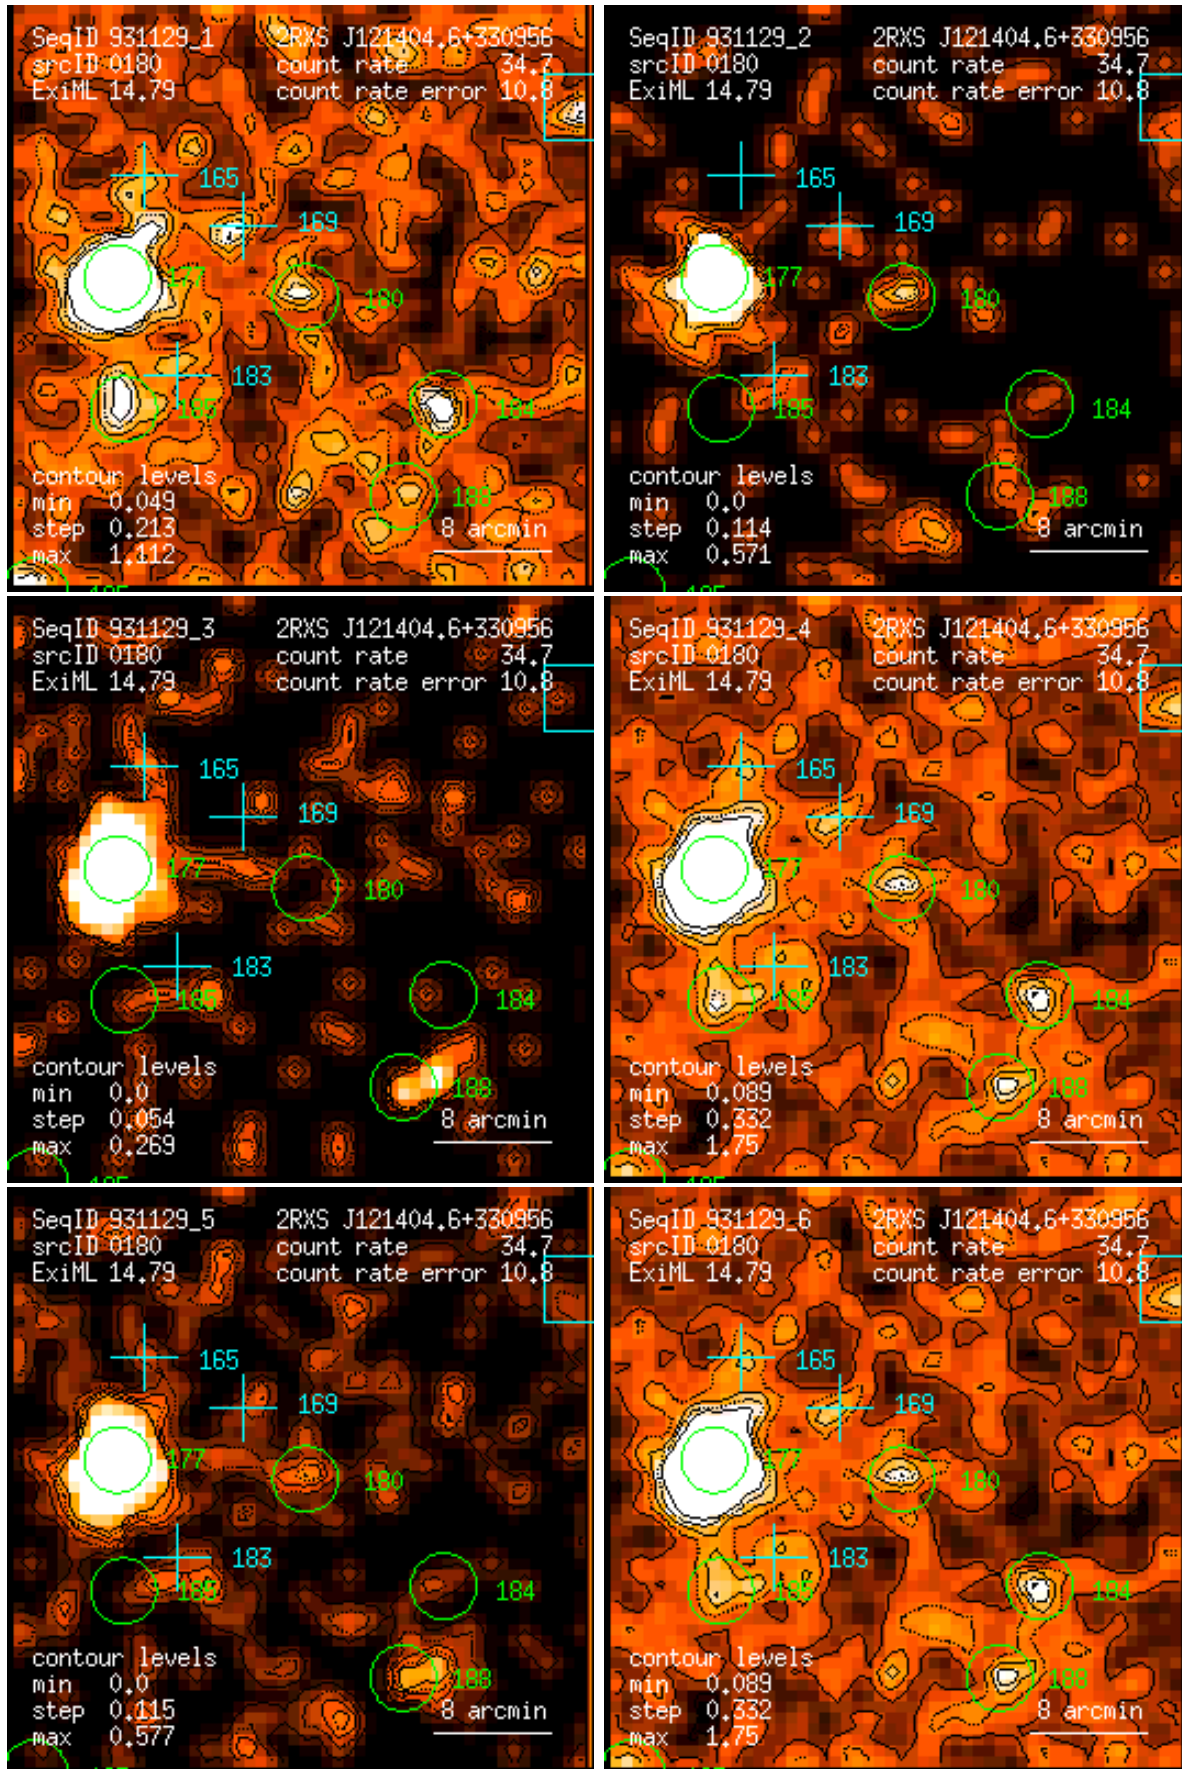 SeqID 931129_1 2RXS J121404.6+330956
srcID 0180 count rate 34.7
ExiML 14.79 count rate error 10.8
165
169
177
180
183
185
184
contour levels
min 0.049
188
step 0.213
8 arcmin
max 1.112
SeqID 931129_2 2RXS J121404.6+330956
srcID 0180 count rate 34.7
ExiML 14.79 count rate error 10.8
165
169
177
180
183
185
184
contour levels
min 0.0
188
step 0.114
8 arcmin
max 0.571
SeqID 931129_3 2RXS J121404.6+330956
srcID 0180 count rate 34.7
ExiML 14.79 count rate error 10.8
165
169
177
180
183
185
184
contour levels
min 0.0
188
step 0.054
8 arcmin
max 0.269
SeqID 931129_4 2RXS J121404.6+330956
srcID 0180 count rate 34.7
ExiML 14.79 count rate error 10.8
165
169
177
180
183
185
184
contour levels
min 0.089
188
step 0.332
8 arcmin
max 1.75
SeqID 931129_5 2RXS J121404.6+330956
srcID 0180 count rate 34.7
ExiML 14.79 count rate error 10.8
165
169
177
180
183
185
184
contour levels
min 0.0
188
step 0.115
8 arcmin
max 0.577
SeqID 931129_6 2RXS J121404.6+330956
srcID 0180 count rate 34.7
ExiML 14.79 count rate error 10.8
165
169
177
180
183
185
184
contour levels
min 0.089
188
step 0.332
8 arcmin
max 1.75